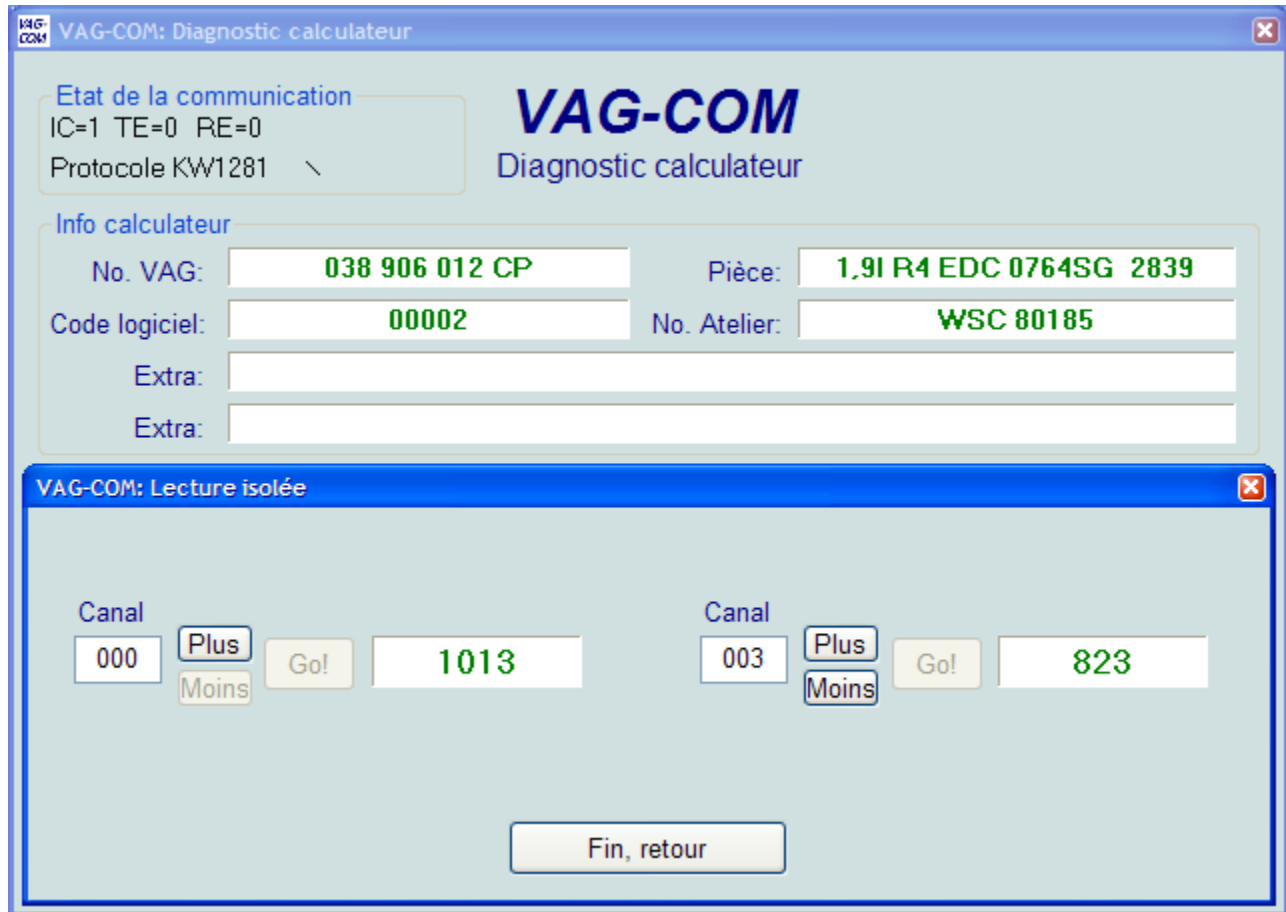 VAG-COM VAG-COM: Diagnostic calculateur
Etat de la communication
IC=1 TE=0 RE=0
Protocole KW1281 \
VAG-COM
Diagnostic calculateur
Info calculateur
No. VAG: 038 906 012 CP Pièce: 1,9l R4 EDC 0764SG 2839
Code logiciel: 00002 No. Atelier: WSC 80185
Extra:
Extra:
VAG-COM: Lecture isolée
Canal
000 Plus Moins Go! 1013
Canal
003 Plus Moins Go! 823
Fin, retour